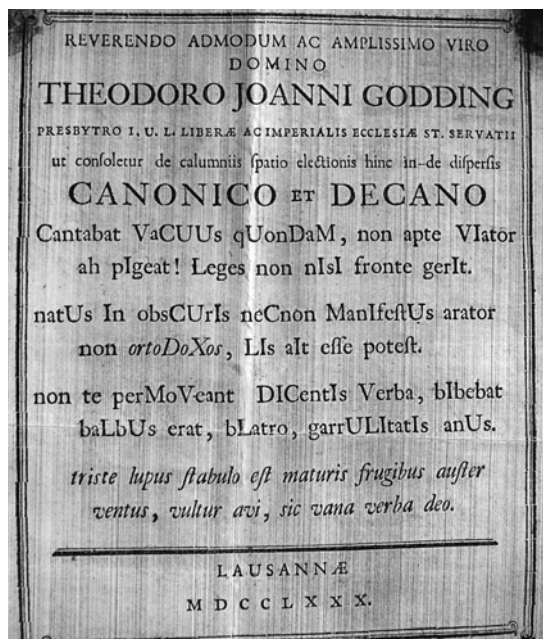 REVERENDO ADMODUM AC AMPLISSIMO VIRO
DOMINO
THEODORO JOANNI GODDING
PRESBYTRO I. U. L. LIBERÆ AC IMPERIALIS ECCLESIÆ ST. SERVATII
ut conſoletur de calumniis ſpatio electionis hinc in-de diſperſis
CANONICO ET DECANO
Cantabat VaCUUs qUonDaM, non apte VIator
ah pIgeat! Leges non nIsI fronte gerIt.
natUs In obsCUrIs neCnon ManIfeſtUs arator
non ortoDoXos, LIs aIt eſſe poteſt.
non te perMoVeant DICentIs Verba, bIbebat
baLbUs erat, bLatro, garrULItatIs anUs.
triste lupus ſtabulo eſt maturis frugibus auſter
ventus, vultur avi, sic vana verba deo.
LAUSANNÆ
MDCCLXXX.